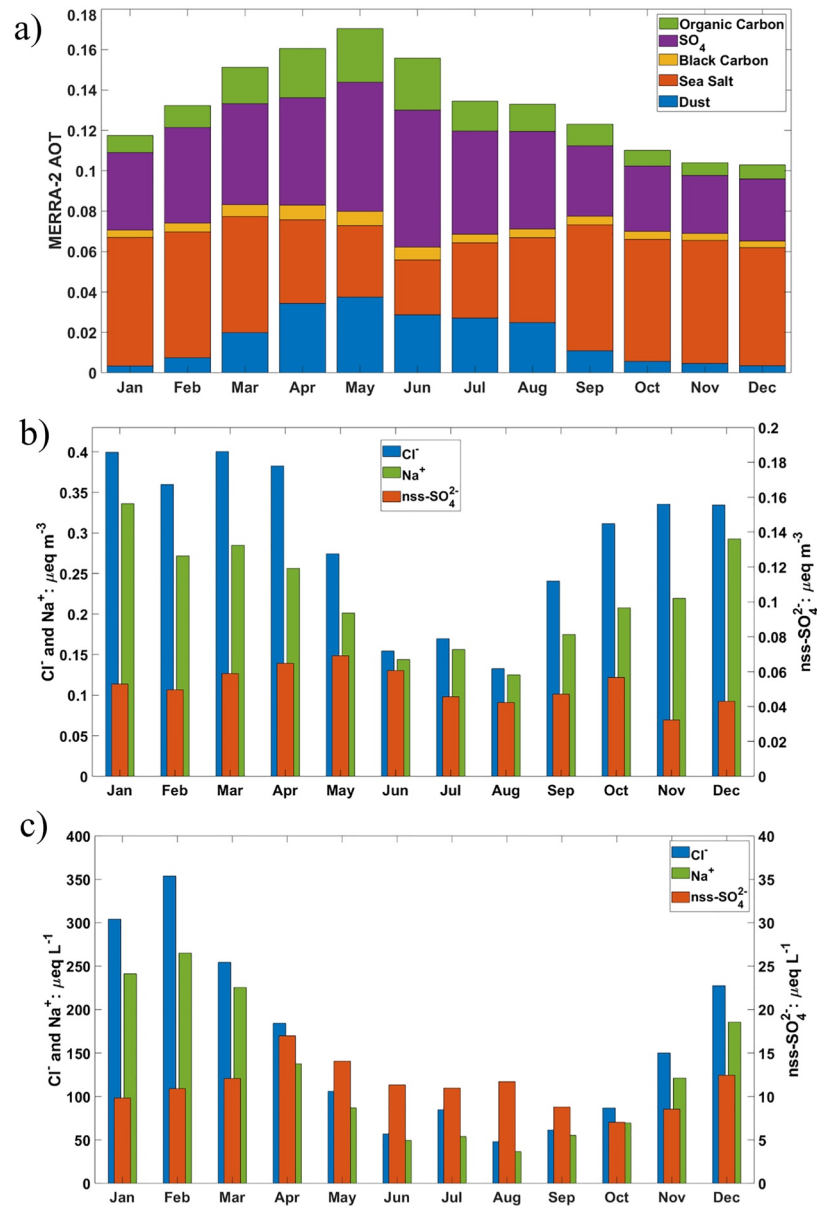 a)
0.18
0.16
0.14
0.12
0.1
0.08
0.06
0.04
0.02
0
MERRA-2 AOT
Organic Carbon
SO4
Black Carbon
Sea Salt
Dust
Jan Feb Mar Apr May Jun Jul Aug Sep Oct Nov Dec
b)
0.4
0.35
0.3
0.25
0.2
0.15
0.1
0.05
0
Cl- and Na+: μeq m-3
Cl-
Na+
nss-SO42-
0.2
0.18
0.16
0.14
0.12
0.1
0.08
0.06
0.04
0.02
0
nss-SO42-: μeq m-3
Jan Feb Mar Apr May Jun Jul Aug Sep Oct Nov Dec
c)
400
350
300
250
200
150
100
50
0
Cl- and Na+: μeq L-1
Cl-
Na+
nss-SO42-
40
35
30
25
20
15
10
5
0
nss-SO42-: μeq L-1
Jan Feb Mar Apr May Jun Jul Aug Sep Oct Nov Dec